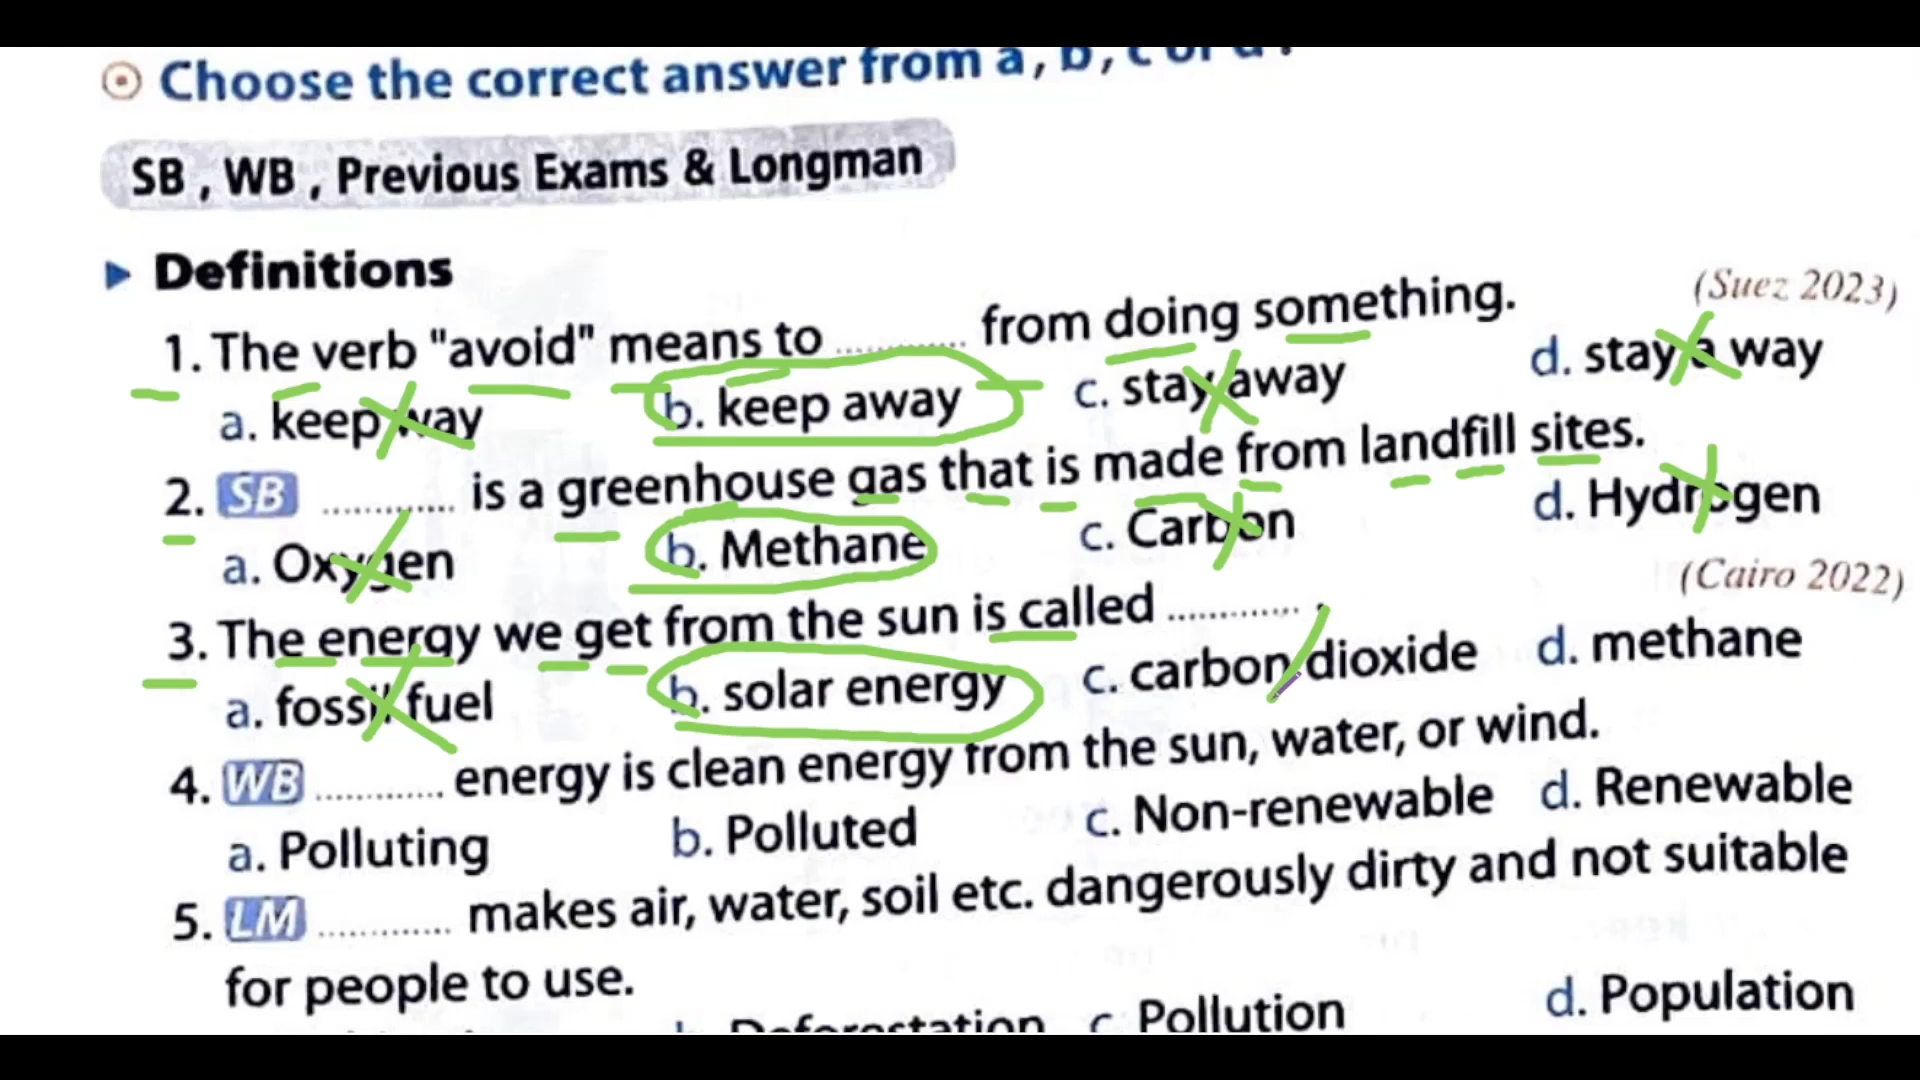 Choose the correct answer from a, b, c or d :
SB , WB , Previous Exams & Longman
Definitions
1. The verb "avoid" means to ............ from doing something. (Suez 2023)
a. keep way b. keep away c. stay away d. stay a way
2. SB ............ is a greenhouse gas that is made from landfill sites.
a. Oxygen b. Methane c. Carbon d. Hydrogen
3. The energy we get from the sun is called ............ . (Cairo 2022)
a. fossil fuel b. solar energy c. carbon dioxide d. methane
4. WB ............ energy is clean energy from the sun, water, or wind.
a. Polluting b. Polluted c. Non-renewable d. Renewable
5. LM ............ makes air, water, soil etc. dangerously dirty and not suitable
for people to use.
b. Deforestation c. Pollution d. Population